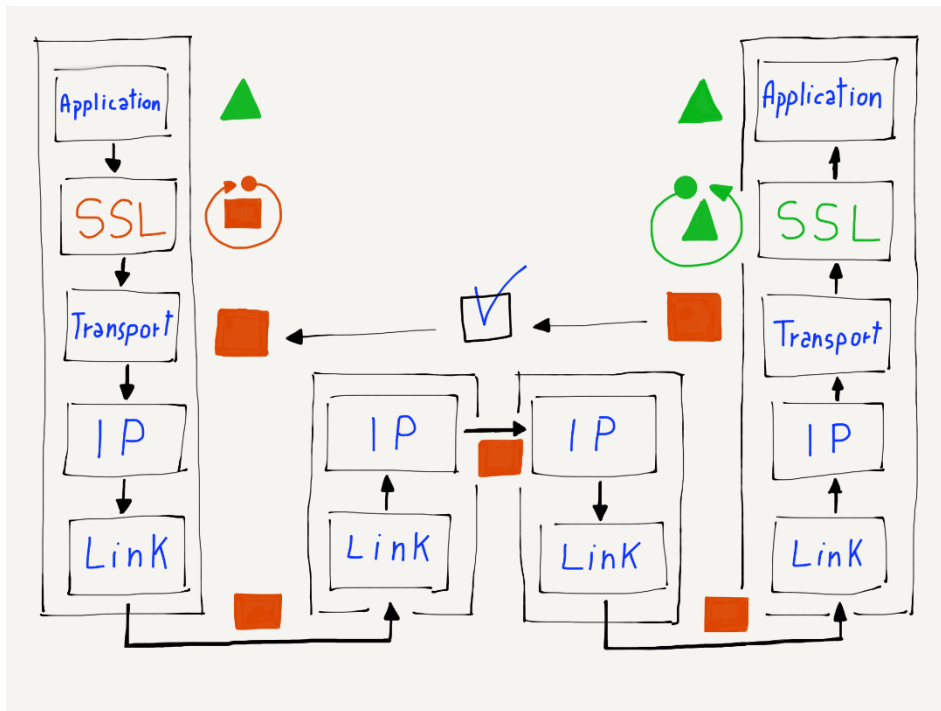 Application
SSL
Transport
IP
Link
IP
Link
IP
Link
Application
SSL
Transport
IP
Link